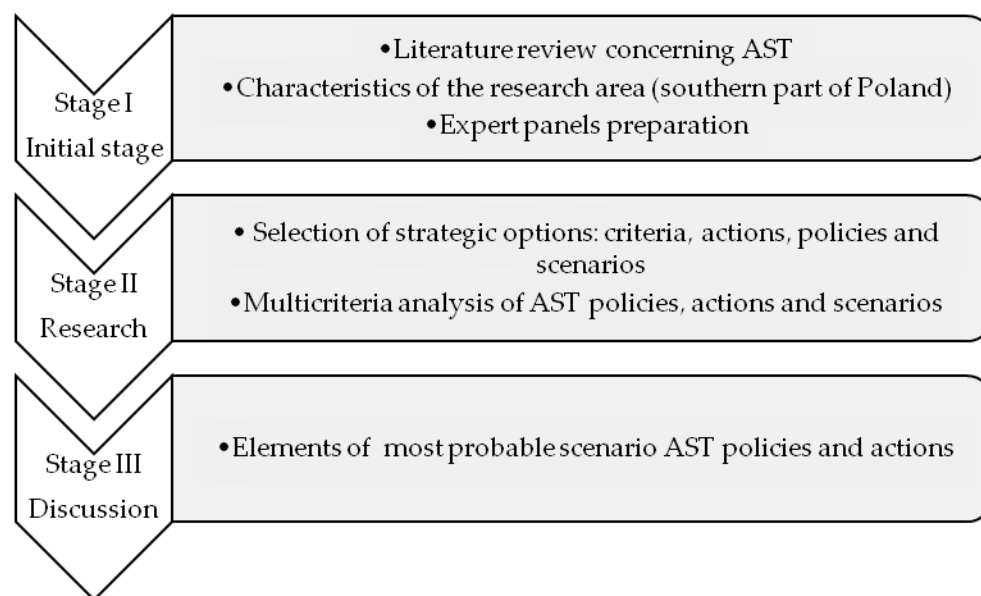 Stage I
Initial stage
•Literature review concerning AST
•Characteristics of the research area (southern part of Poland)
•Expert panels preparation
Stage II
Research
• Selection of strategic options: criteria, actions, policies and
scenarios
•Multicriteria analysis of AST policies, actions and scenarios
Stage III
Discussion
•Elements of most probable scenario AST policies and actions